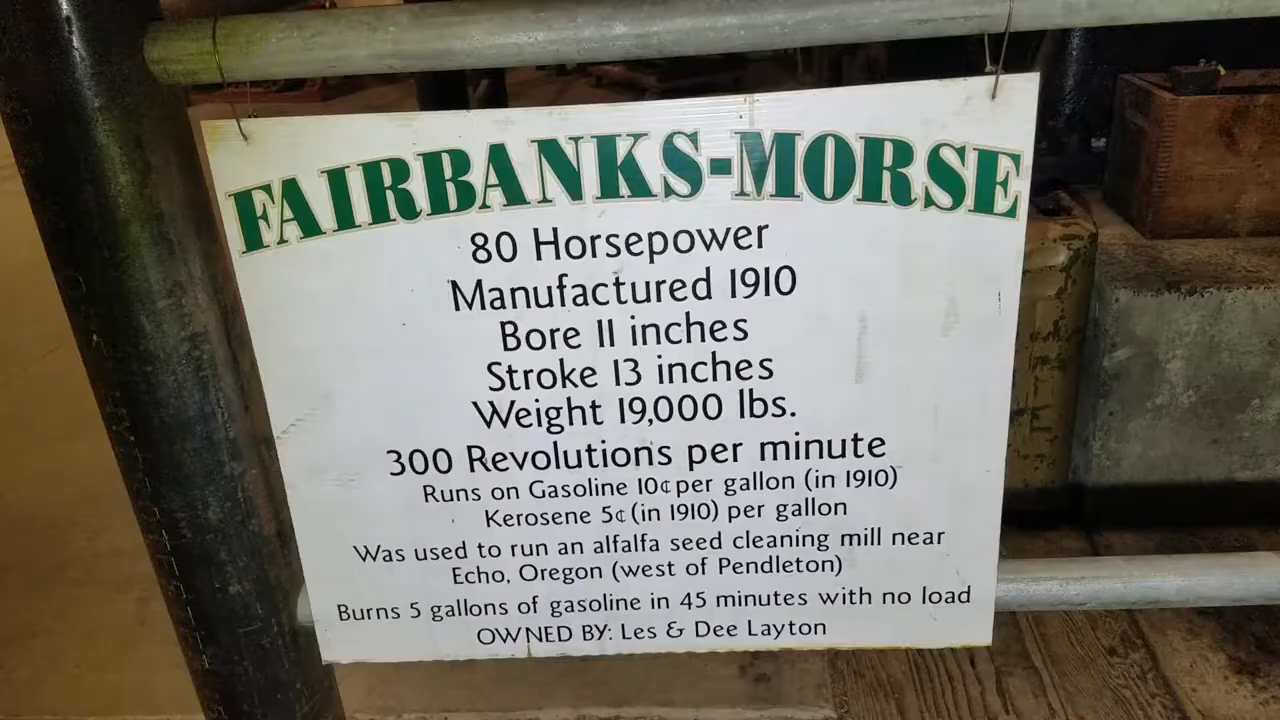 FAIRBANKS-MORSE
80 Horsepower
Manufactured 1910
Bore 11 inches
Stroke 13 inches
Weight 19,000 lbs.
300 Revolutions per minute
Runs on Gasoline 10¢ per gallon (in 1910)
Kerosene 5¢ (in 1910) per gallon
Was used to run an alfalfa seed cleaning mill near
Echo, Oregon (west of Pendleton)
Burns 5 gallons of gasoline in 45 minutes with no load
OWNED BY: Les & Dee Layton